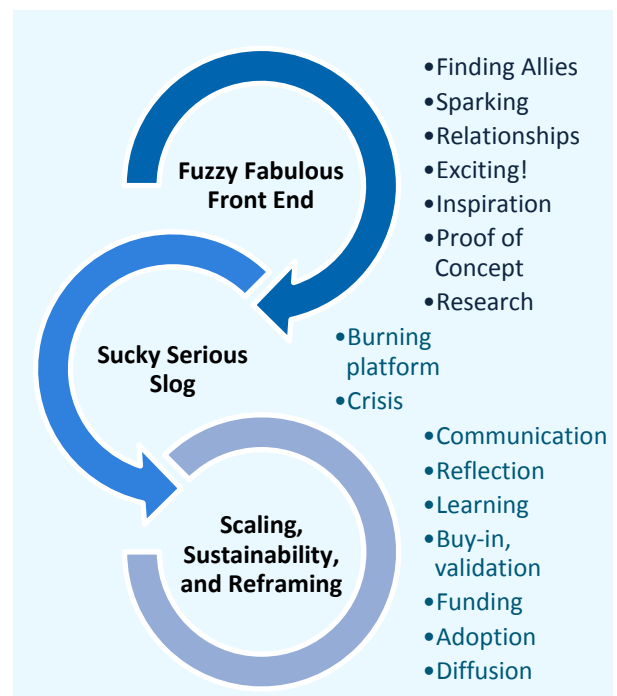 Fuzzy Fabulous
Front End
•Finding Allies
•Sparking
•Relationships
•Exciting!
•Inspiration
•Proof of
Concept
•Research
Sucky Serious
Slog
•Burning
platform
•Crisis
Scaling,
Sustainability,
and Reframing
•Communication
•Reflection
•Learning
•Buy-in,
validation
•Funding
•Adoption
•Diffusion